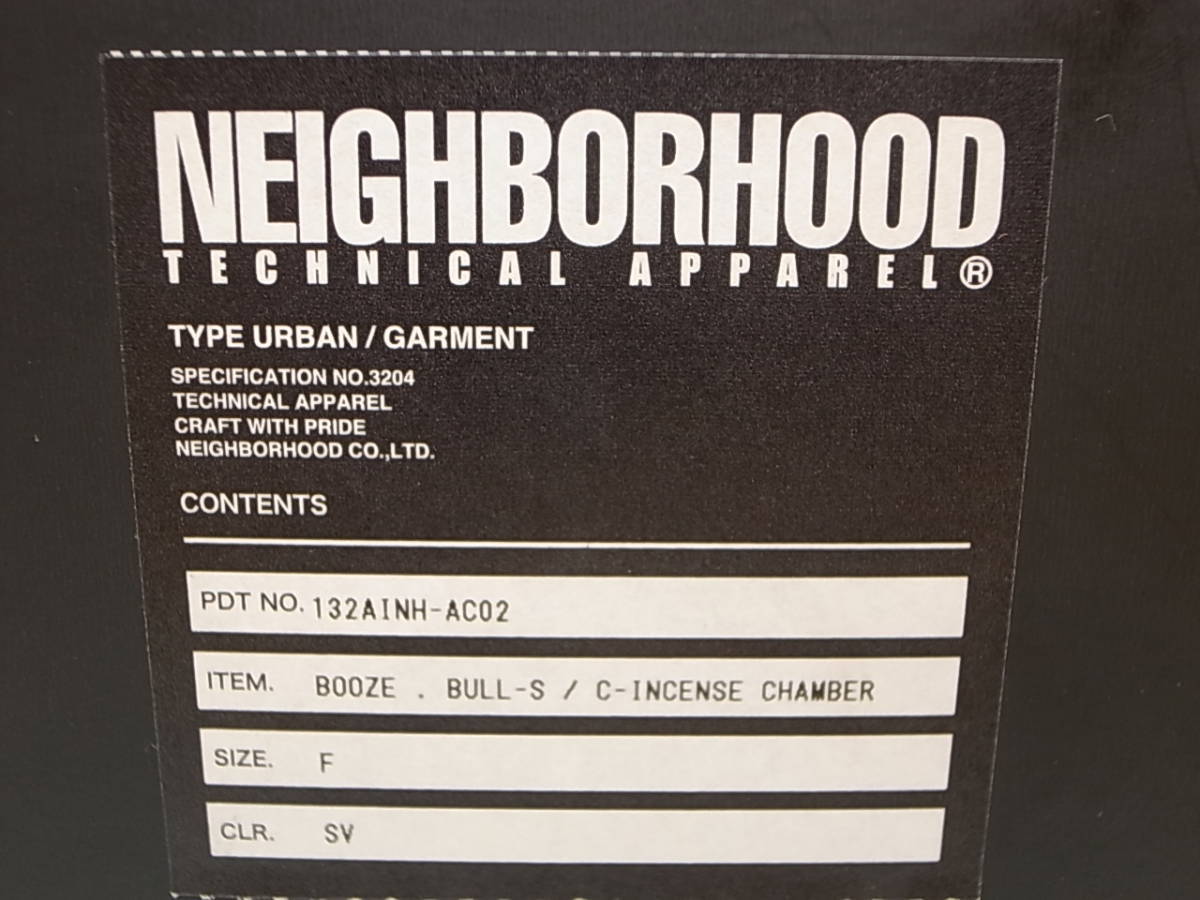 NEIGHBORHOOD
TECHNICAL APPAREL®
TYPE URBAN / GARMENT
SPECIFICATION NO.3204
TECHNICAL APPAREL
CRAFT WITH PRIDE
NEIGHBORHOOD CO.,LTD.
CONTENTS
PDT NO. 132AINH-AC02
ITEM. BOOZE . BULL-S / C-INCENSE CHAMBER
SIZE. F
CLR. SV